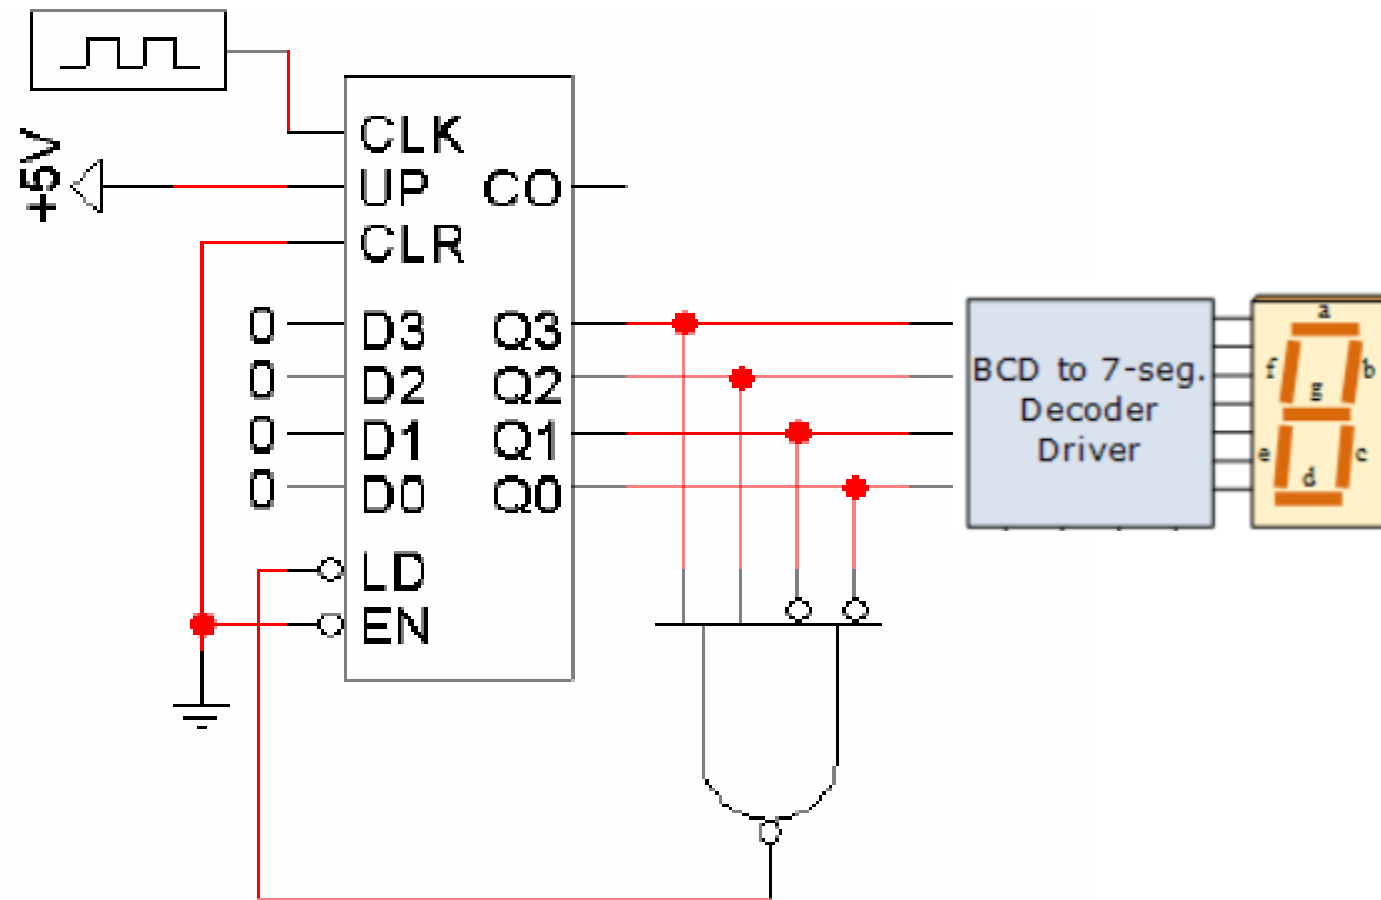 CLK
+5V
UP CO
CLR
0 D3 Q3
0 D2 Q2
0 D1 Q1
0 D0 Q0
LD
EN
BCD to 7-seg.
Decoder
Driver
a
f b
g
e c
d